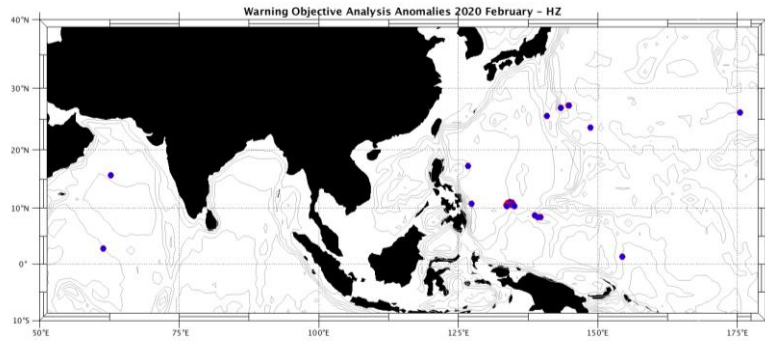 Warning Objective Analysis Anomalies 2020 February - HZ
40°N
30°N
20°N
10°N
0°
10°S
50°E 75°E 100°E 125°E 150°E 175°E